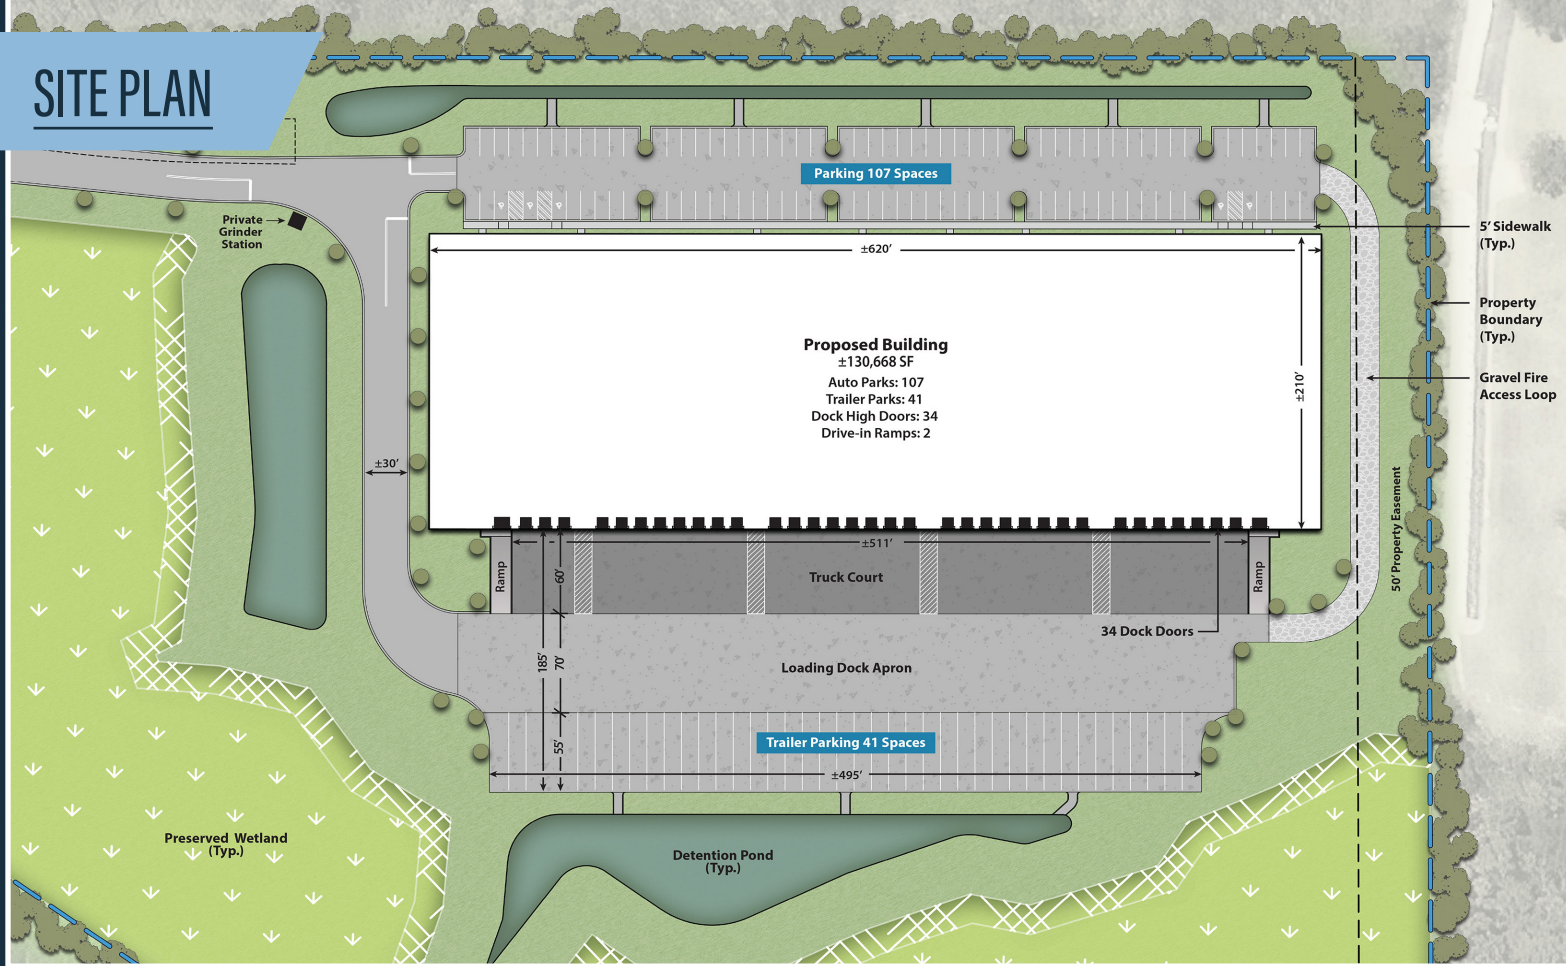 SITE PLAN
Parking 107 Spaces
Private
Grinder
Station
5' Sidewalk
(Typ.)
±620'
Property
Boundary
(Typ.)
Proposed Building
±130,668 SF
Auto Parks: 107
Trailer Parks: 41
Dock High Doors: 34
Drive-in Ramps: 2
±210'
Gravel Fire
Access Loop
±30'
50' Property Easement
±511'
Ramp
60'
Truck Court
Ramp
34 Dock Doors
185'
70'
Loading Dock Apron
55'
Trailer Parking 41 Spaces
±495'
Preserved Wetland
(Typ.)
Detention Pond
(Typ.)